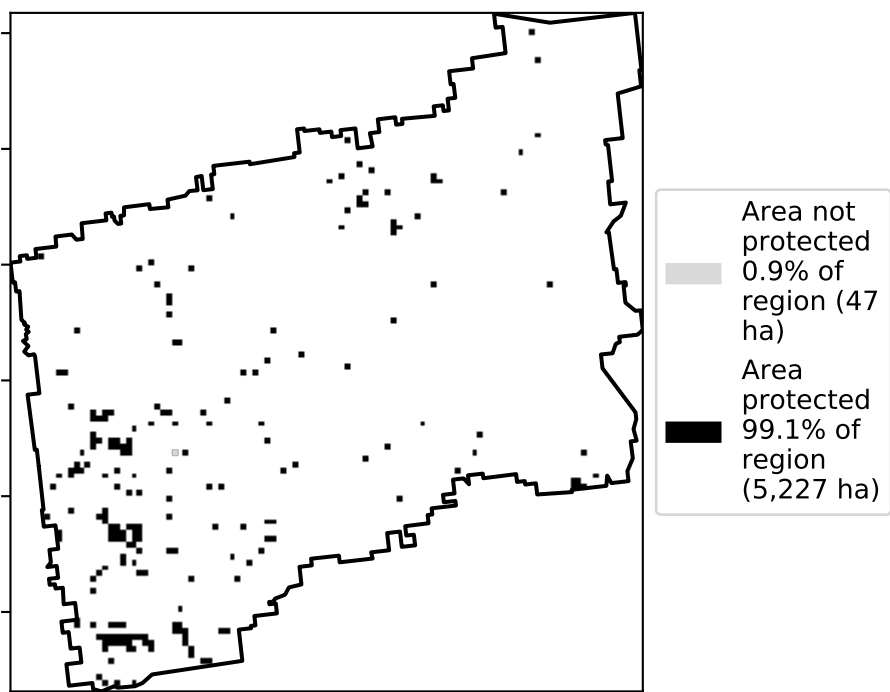 Area not
protected
0.9% of
region (47
ha)
Area
protected
99.1% of
region
(5,227 ha)